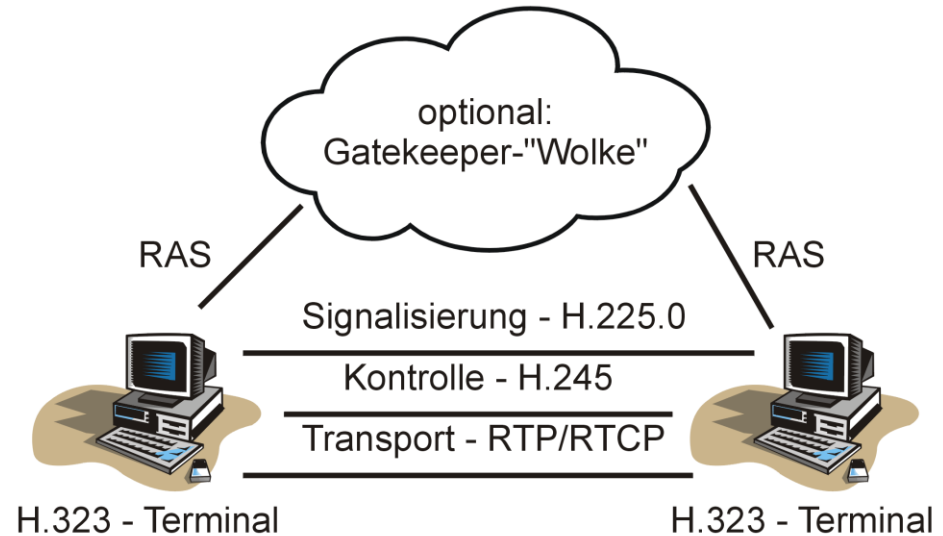 optional:
Gatekeeper-"Wolke"
RAS
RAS
Signalisierung - H.225.0
Kontrolle - H.245
Transport - RTP/RTCP
H.323 - Terminal
H.323 - Terminal